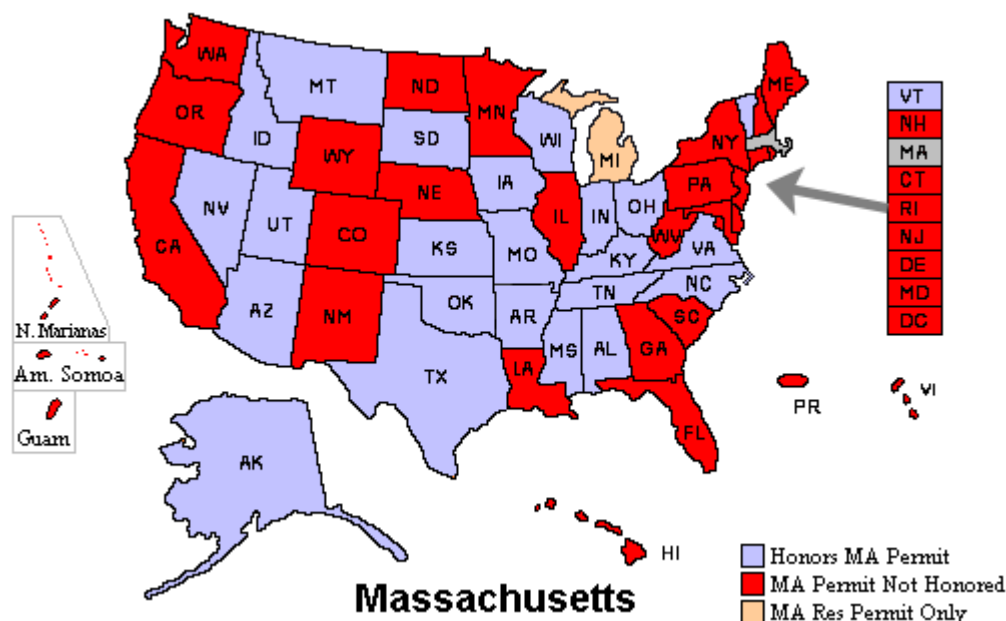 WA
MT
ND
MN
ME
OR
ID
SD
WI
NY
WY
MI
IA
NE
PA
NV
UT
CO
IL
IN
OH
CA
KS
MO
WV
VA
KY
AZ
NM
OK
AR
TN
NC
SC
MS
AL
GA
TX
LA
FL
AK
HI
PR
VI
VT
NH
MA
CT
RI
NJ
DE
MD
DC
N. Marianas
Am. Somoa
Guam
Honors MA Permit
MA Permit Not Honored
MA Res Permit Only
Massachusetts